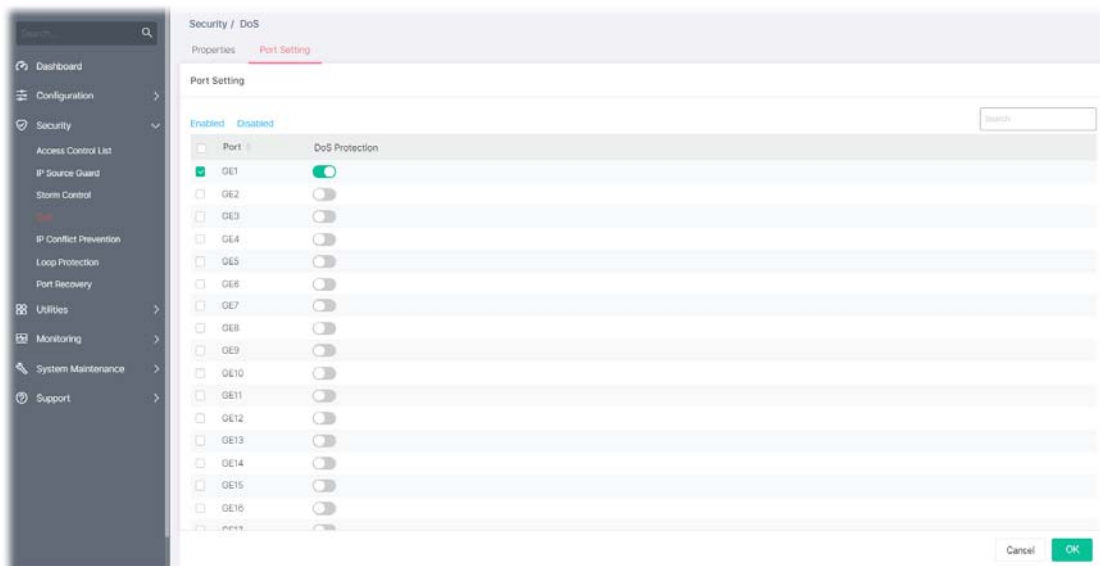 Search...
Dashboard
Configuration
Security
Access Control List
IP Source Guard
Storm Control
DoS
IP Conflict Prevention
Loop Protection
Port Recovery
Utilities
Monitoring
System Maintenance
Support
Security / DoS
Properties Port Setting
Port Setting
Enabled Disabled
Search
Port DoS Protection
GE1
GE2
GE3
GE4
GE5
GE6
GE7
GE8
GE9
GE10
GE11
GE12
GE13
GE14
GE15
GE16
GE17
Cancel OK